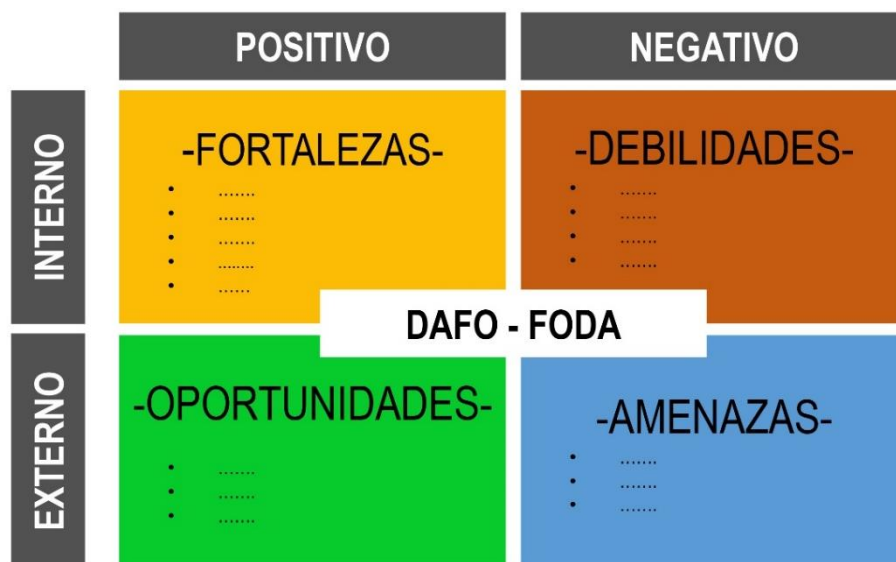 POSITIVO
NEGATIVO
INTERNO
-FORTALEZAS-
• .......
• .......
• .......
• ........
• ......
-DEBILIDADES-
• .......
• .......
• .......
• .......
DAFO - FODA
EXTERNO
-OPORTUNIDADES-
• .......
• .......
• .......
-AMENAZAS-
• .......
• .......
• .......